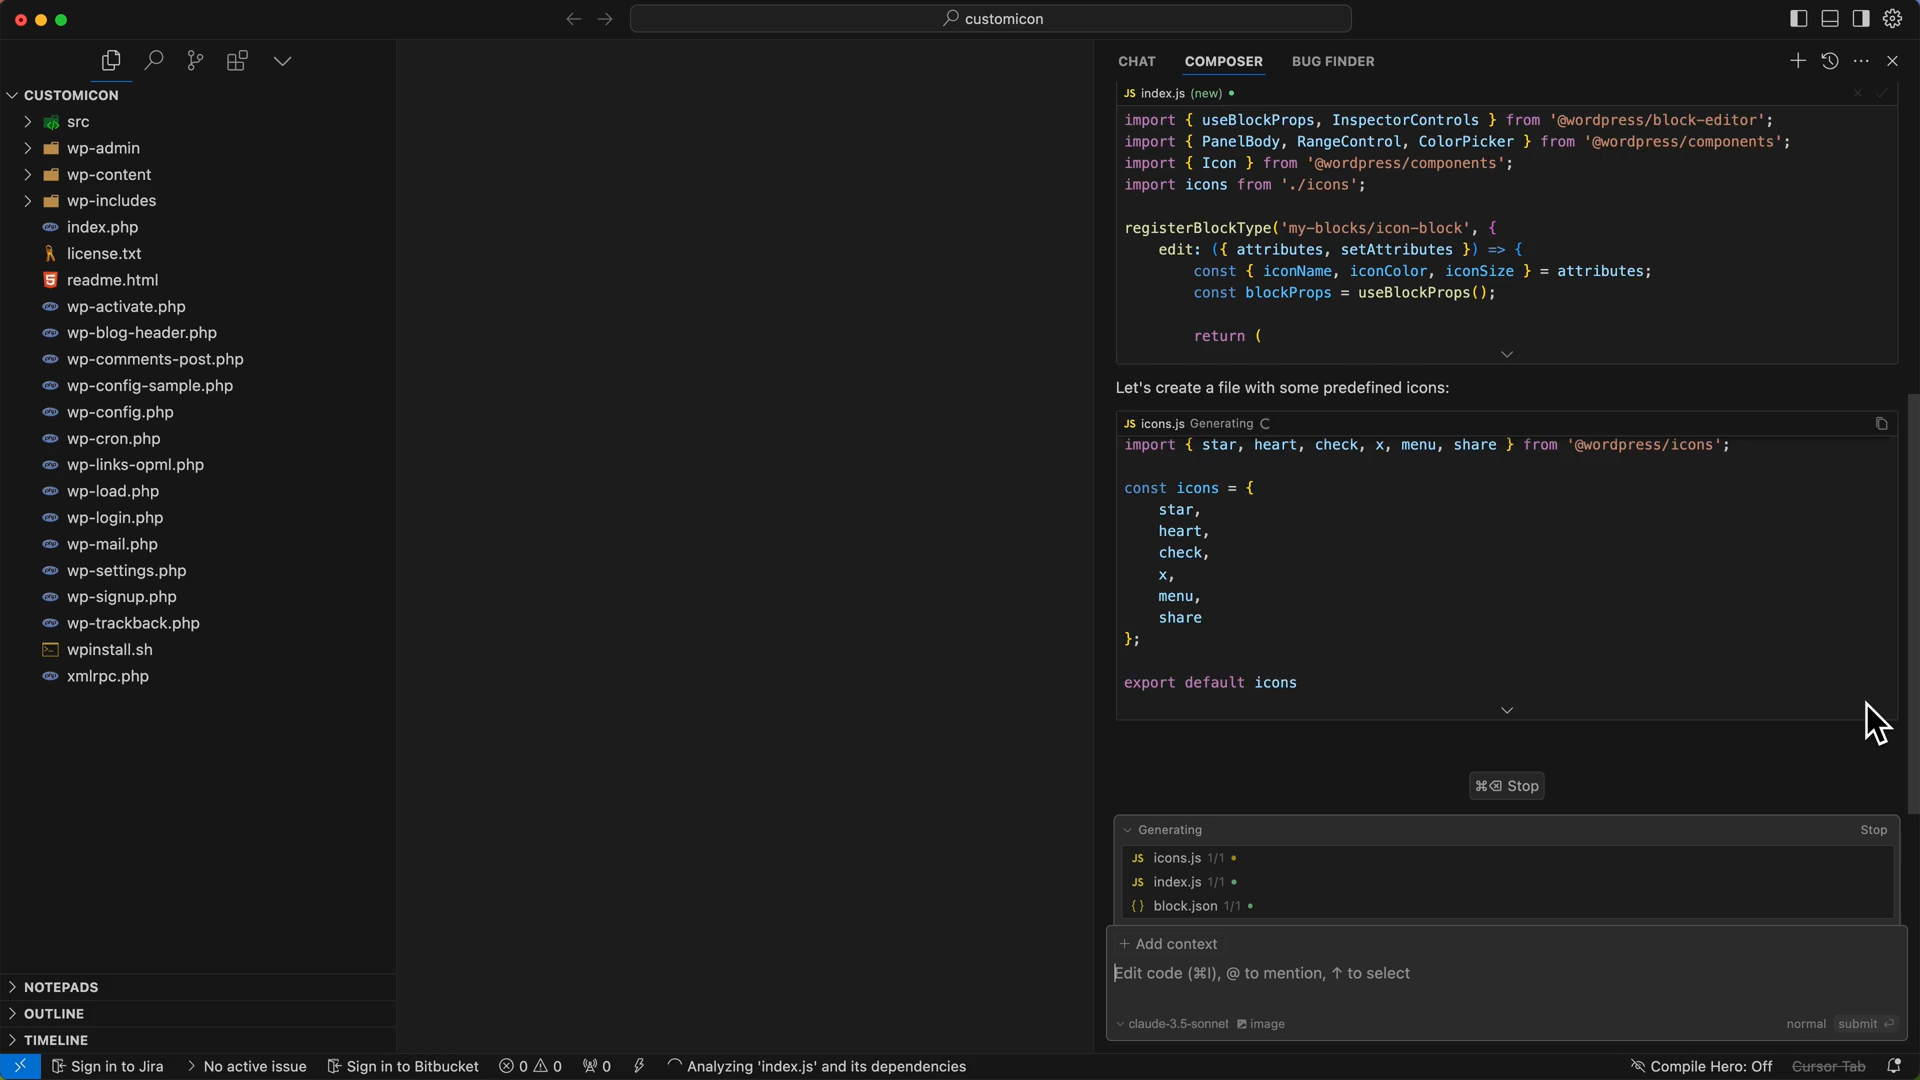 customicon
CUSTOMICON
src
wp-admin
wp-content
wp-includes
index.php
license.txt
readme.html
wp-activate.php
wp-blog-header.php
wp-comments-post.php
wp-config-sample.php
wp-config.php
wp-cron.php
wp-links-opml.php
wp-load.php
wp-login.php
wp-mail.php
wp-settings.php
wp-signup.php
wp-trackback.php
wpinstall.sh
xmlrpc.php
NOTEPADS
OUTLINE
TIMELINE
CHAT COMPOSER BUG FINDER
JS index.js (new)
import { useBlockProps, InspectorControls } from '@wordpress/block-editor';
import { PanelBody, RangeControl, ColorPicker } from '@wordpress/components';
import { Icon } from '@wordpress/components';
import icons from './icons';
registerBlockType('my-blocks/icon-block', {
edit: ({ attributes, setAttributes }) => {
const { iconName, iconColor, iconSize } = attributes;
const blockProps = useBlockProps();
return (
Let's create a file with some predefined icons:
JS icons.js Generating
import { star, heart, check, x, menu, share } from '@wordpress/icons';
const icons = {
star,
heart,
check,
x,
menu,
share
};
export default icons
⌘⌫ Stop
Generating Stop
JS icons.js 1/1
JS index.js 1/1
{} block.json 1/1
+ Add context
Edit code (⌘I), @ to mention, ↑ to select
claude-3.5-sonnet image normal submit
Sign in to Jira No active issue Sign in to Bitbucket 0 0 0 Analyzing 'index.js' and its dependencies Compile Hero: Off Cursor Tab